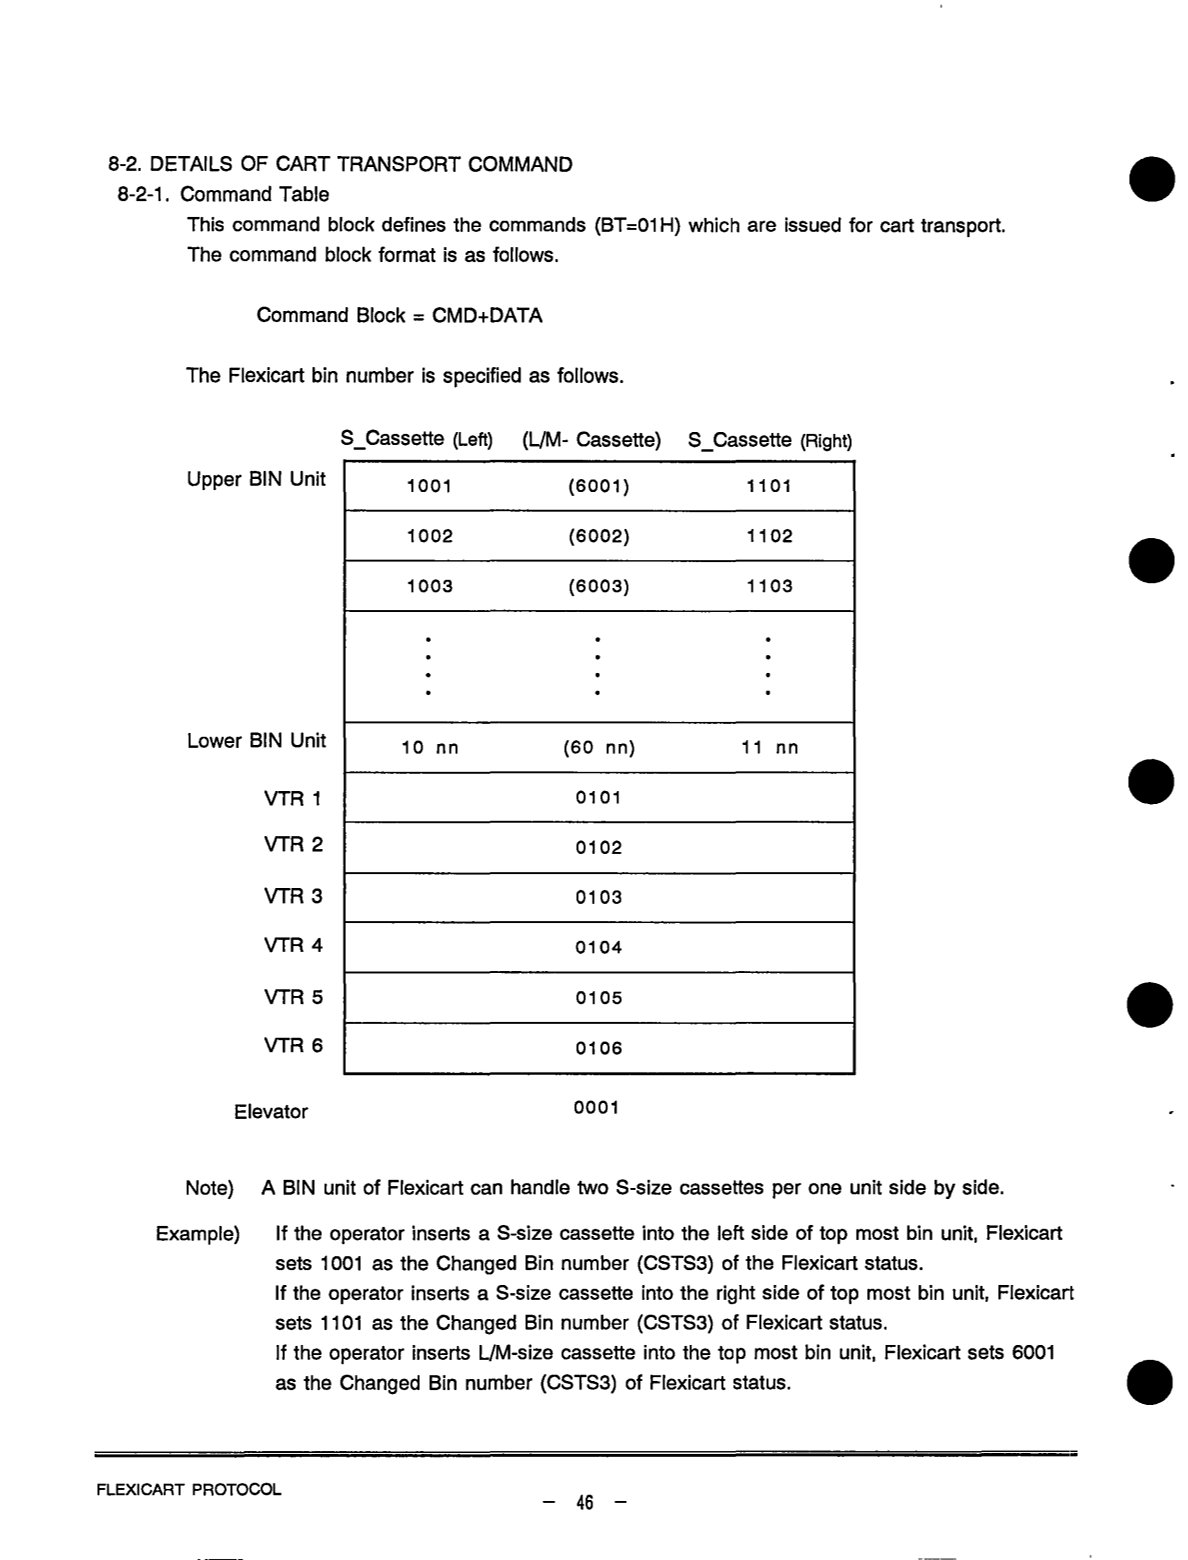 8-2. DETAILS OF CART TRANSPORT COMMAND
8-2-1. Command Table
This command block defines the commands (BT=01H) which are issued for cart transport.
The command block format is as follows.
Command Block = CMD+DATA
The Flexicart bin number is specified as follows.
S_Cassette (Left) (L/M- Cassette) S_Cassette (Right)
Upper BIN Unit 1001 (6001) 1101
1002 (6002) 1102
1003 (6003) 1103
Lower BIN Unit 10 nn (60 nn) 11 nn
VTR 1 0101
VTR 2 0102
VTR 3 0103
VTR 4 0104
VTR 5 0105
VTR 6 0106
Elevator 0001
Note) A BIN unit of Flexicart can handle two S-size cassettes per one unit side by side.
Example) If the operator inserts a S-size cassette into the left side of top most bin unit, Flexicart
sets 1001 as the Changed Bin number (CSTS3) of the Flexicart status.
If the operator inserts a S-size cassette into the right side of top most bin unit, Flexicart
sets 1101 as the Changed Bin number (CSTS3) of Flexicart status.
If the operator inserts L/M-size cassette into the top most bin unit, Flexicart sets 6001
as the Changed Bin number (CSTS3) of Flexicart status.
FLEXICART PROTOCOL
– 46 –